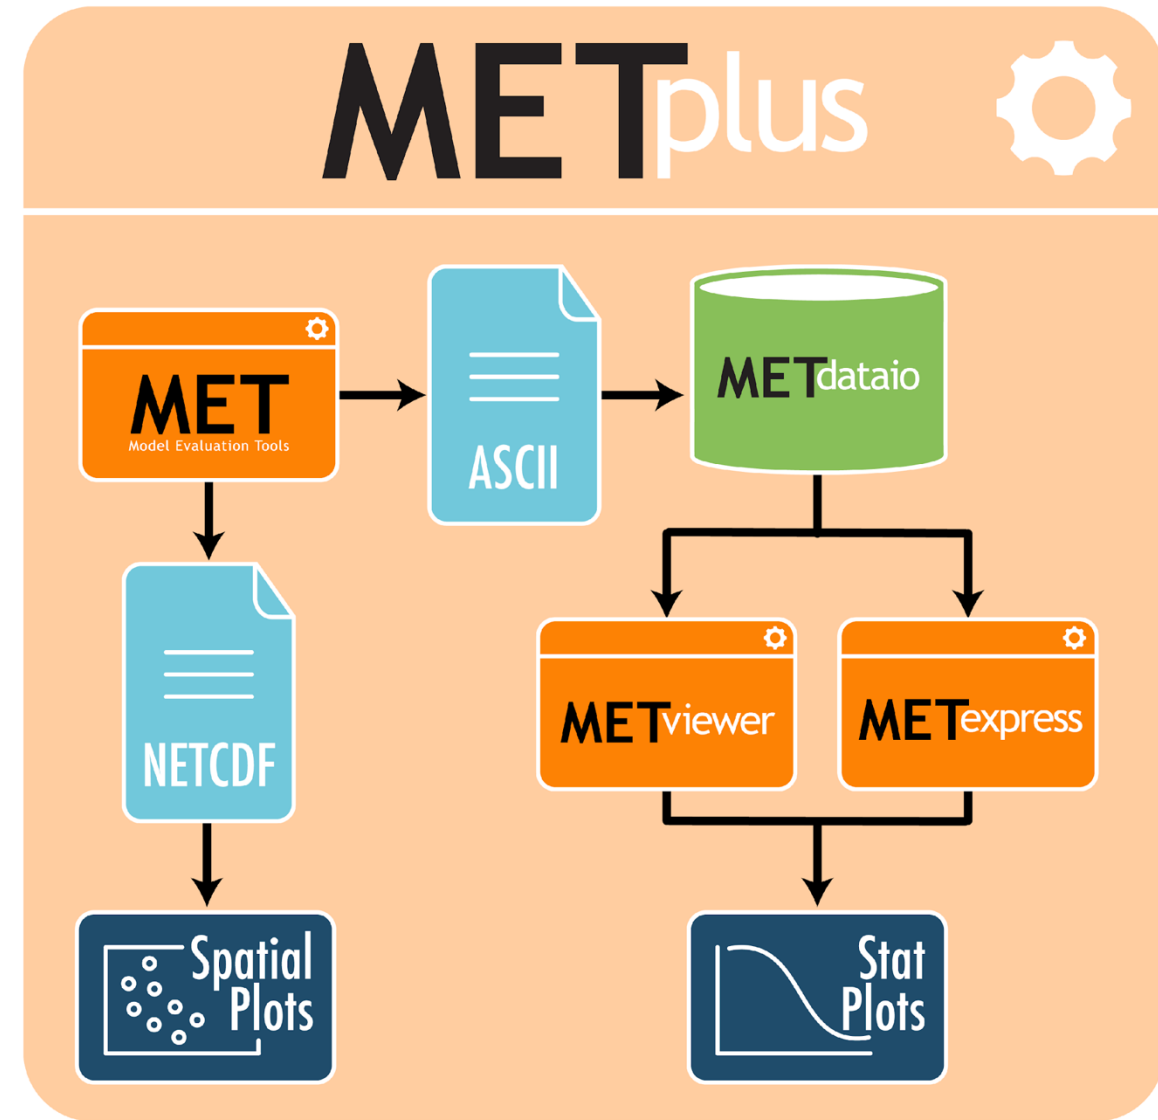 METplus
MET
Model Evaluation Tools
ASCII
METdataio
NETCDF
METviewer
METexpress
Spatial
Plots
Stat
Plots